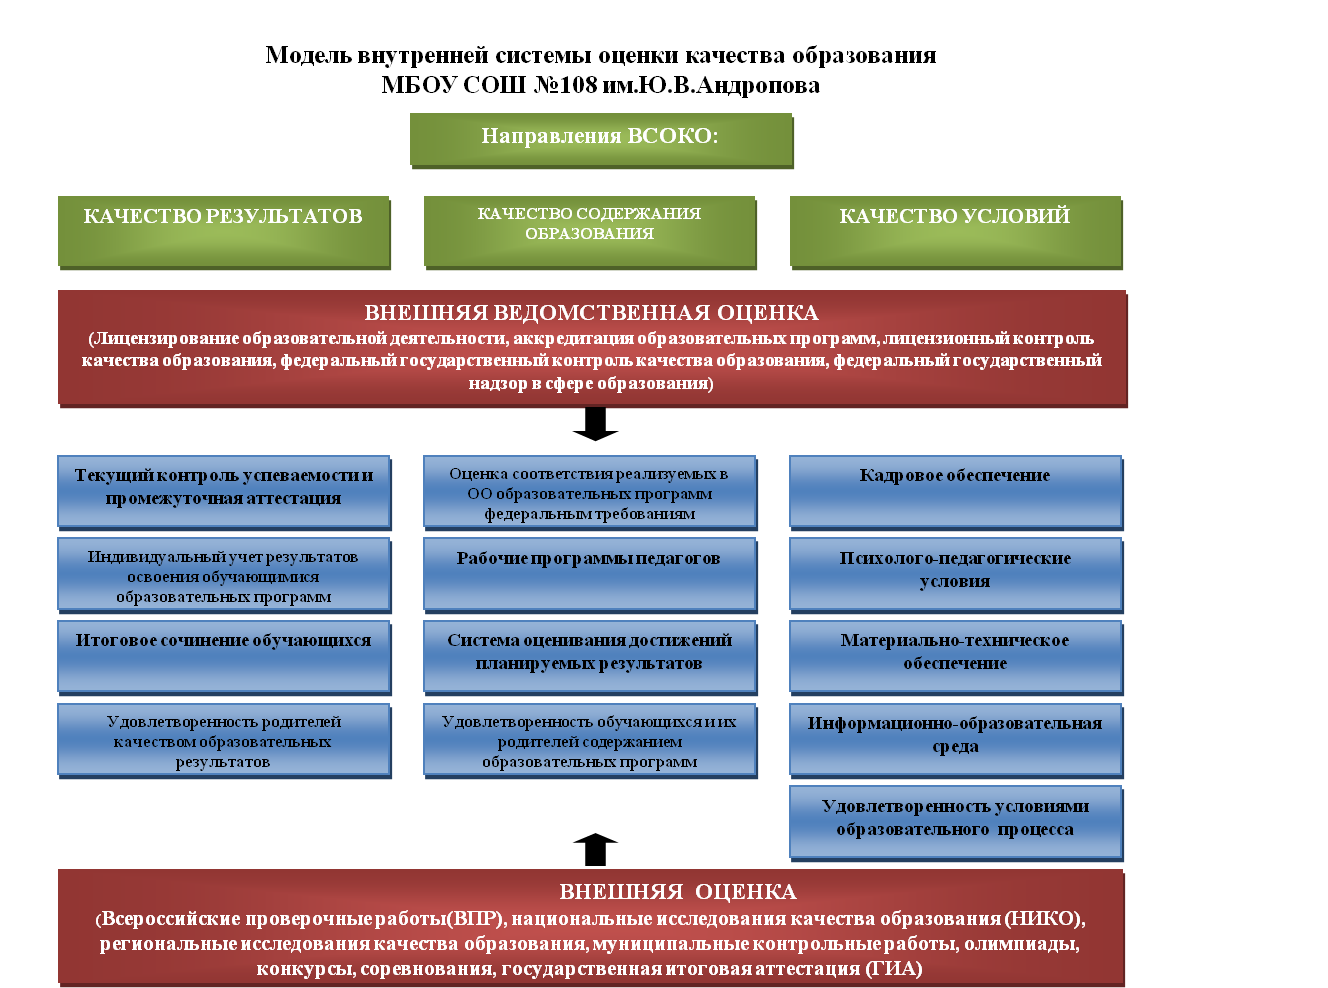 Модель внутренней системы оценки качества образования
МБОУ СОШ №108 им.Ю.В.Андропова
Направления ВСОКО:
КАЧЕСТВО РЕЗУЛЬТАТОВ
КАЧЕСТВО СОДЕРЖАНИЯ
ОБРАЗОВАНИЯ
КАЧЕСТВО УСЛОВИЙ
ВНЕШНЯЯ ВЕДОМСТВЕННАЯ ОЦЕНКА
(Лицензирование образовательной деятельности, аккредитация образовательных программ, лицензионный контроль
качества образования, федеральный государственный контроль качества образования, федеральный государственный
надзор в сфере образования)
Текущий контроль успеваемости и
промежуточная аттестация
Индивидуальный учет результатов
освоения обучающимися
образовательных программ
Итоговое сочинение обучающихся
Удовлетворенность родителей
качеством образовательных
результатов
Оценка соответствия реализуемых в
ОО образовательных программ
федеральным требованиям
Рабочие программы педагогов
Система оценивания достижений
планируемых результатов
Удовлетворенность обучающихся и их
родителей содержанием
образовательных программ
Кадровое обеспечение
Психолого-педагогические
условия
Материально-техническое
обеспечение
Информационно-образовательная
среда
Удовлетворенность условиями
образовательного процесса
ВНЕШНЯЯ ОЦЕНКА
(Всероссийские проверочные работы(ВПР), национальные исследования качества образования (НИКО),
региональные исследования качества образования, муниципальные контрольные работы, олимпиады,
конкурсы, соревнования, государственная итоговая аттестация (ГИА)